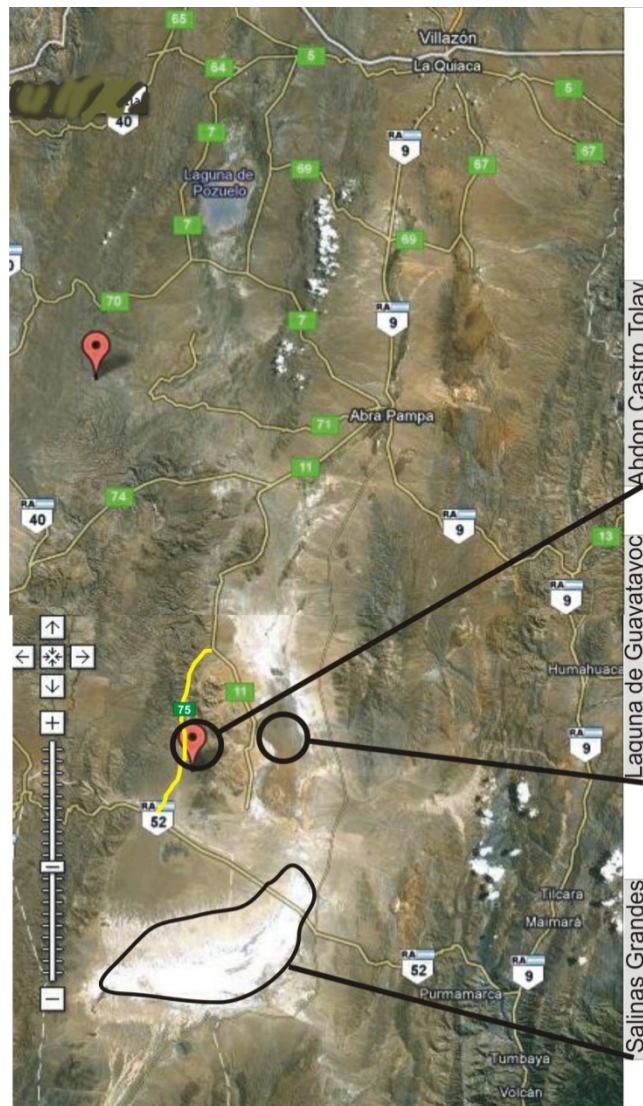 65
Villazón
5
La Quiaca
64
5
40
7
RA
9
67
67
Laguna de
Pozuelo
69
7
69
70
7
RA
9
Abra Pampa
71
11
74
RA
40
RA
9
13
RA
9
Humahuaca
11
75
RA
9
RA
52
Tilcara
Maimará
RA
52
RA
9
Purmamarca
Tumbaya
Volcán
Abdon Castro Tolay
Laguna de Guayatayoc
Salinas Grandes